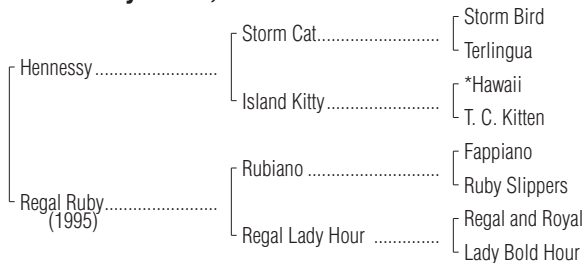 Storm Bird
Storm Cat
Terlingua
Hennessy
*Hawaii
Island Kitty
T. C. Kitten
Fappiano
Rubiano
Ruby Slippers
Regal Ruby
(1995)
Regal and Royal
Regal Lady Hour
Lady Bold Hour